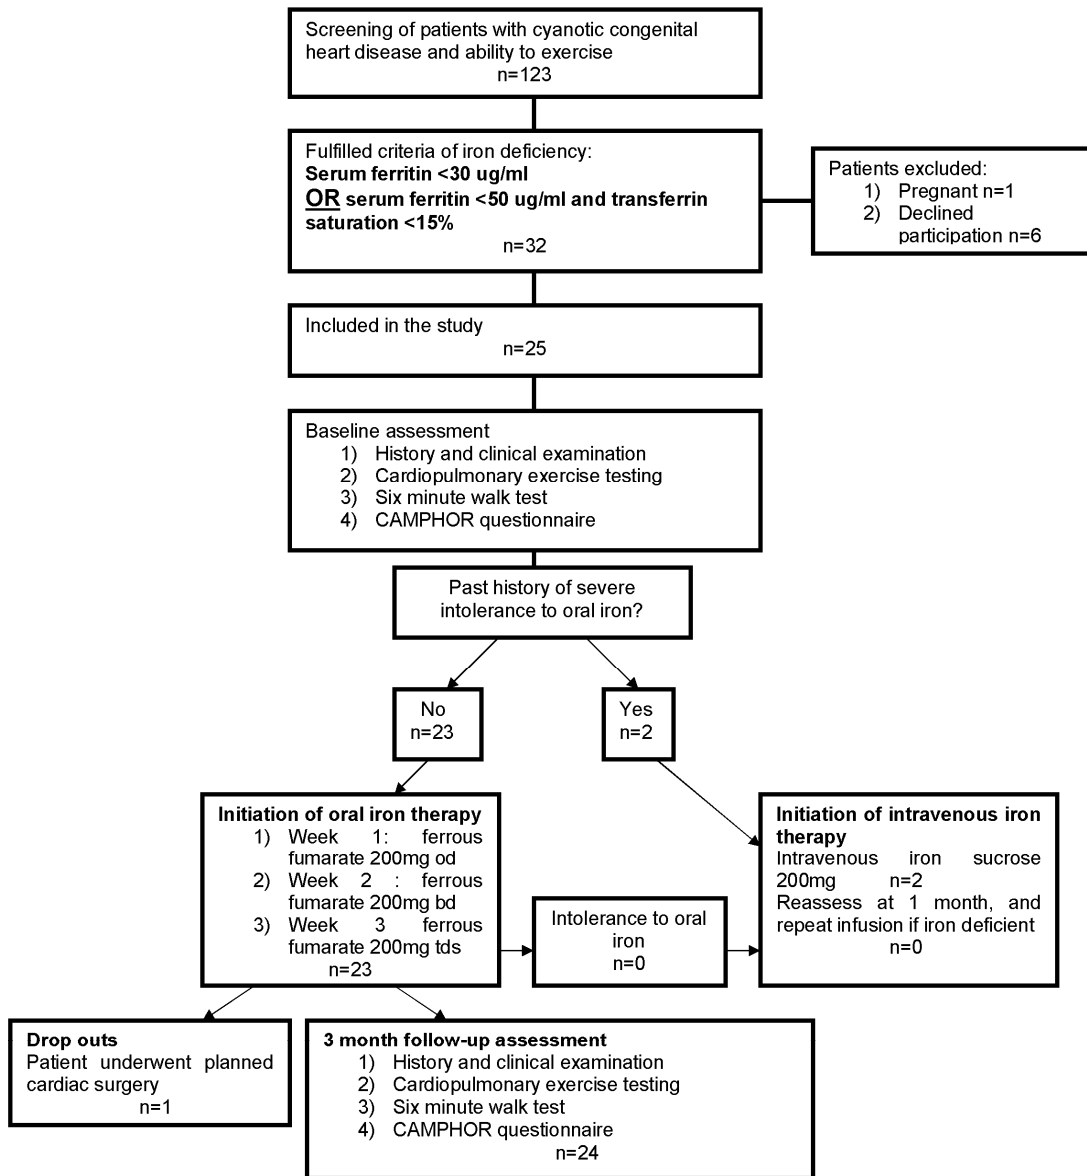 Screening of patients with cyanotic congenital
heart disease and ability to exercise
n=123
Fulfilled criteria of iron deficiency:
Serum ferritin <30 ug/ml
OR serum ferritin <50 ug/ml and transferrin
saturation <15%
n=32
Patients excluded:
1) Pregnant n=1
2) Declined
participation n=6
Included in the study
n=25
Baseline assessment
1) History and clinical examination
2) Cardiopulmonary exercise testing
3) Six minute walk test
4) CAMPHOR questionnaire
Past history of severe
intolerance to oral iron?
No
n=23
Yes
n=2
Initiation of oral iron therapy
1) Week 1: ferrous
fumarate 200mg od
2) Week 2 : ferrous
fumarate 200mg bd
3) Week 3 ferrous
fumarate 200mg tds
n=23
Intolerance to oral
iron
n=0
Initiation of intravenous iron
therapy
Intravenous iron sucrose
200mg n=2
Reassess at 1 month, and
repeat infusion if iron deficient
n=0
Drop outs
Patient underwent planned
cardiac surgery
n=1
3 month follow-up assessment
1) History and clinical examination
2) Cardiopulmonary exercise testing
3) Six minute walk test
4) CAMPHOR questionnaire
n=24